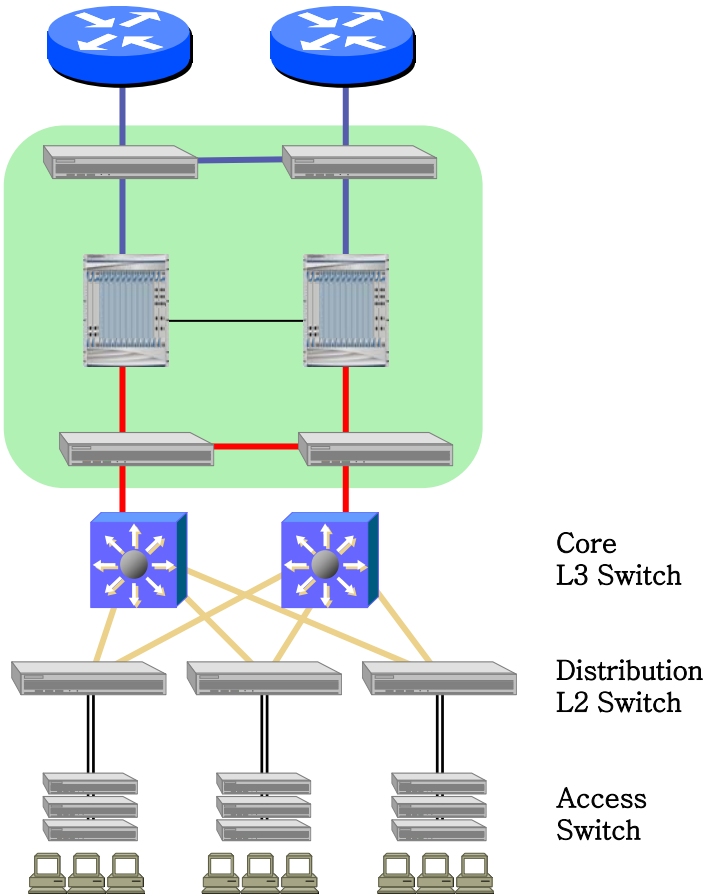 Core
L3 Switch
Distribution
L2 Switch
Access
Switch